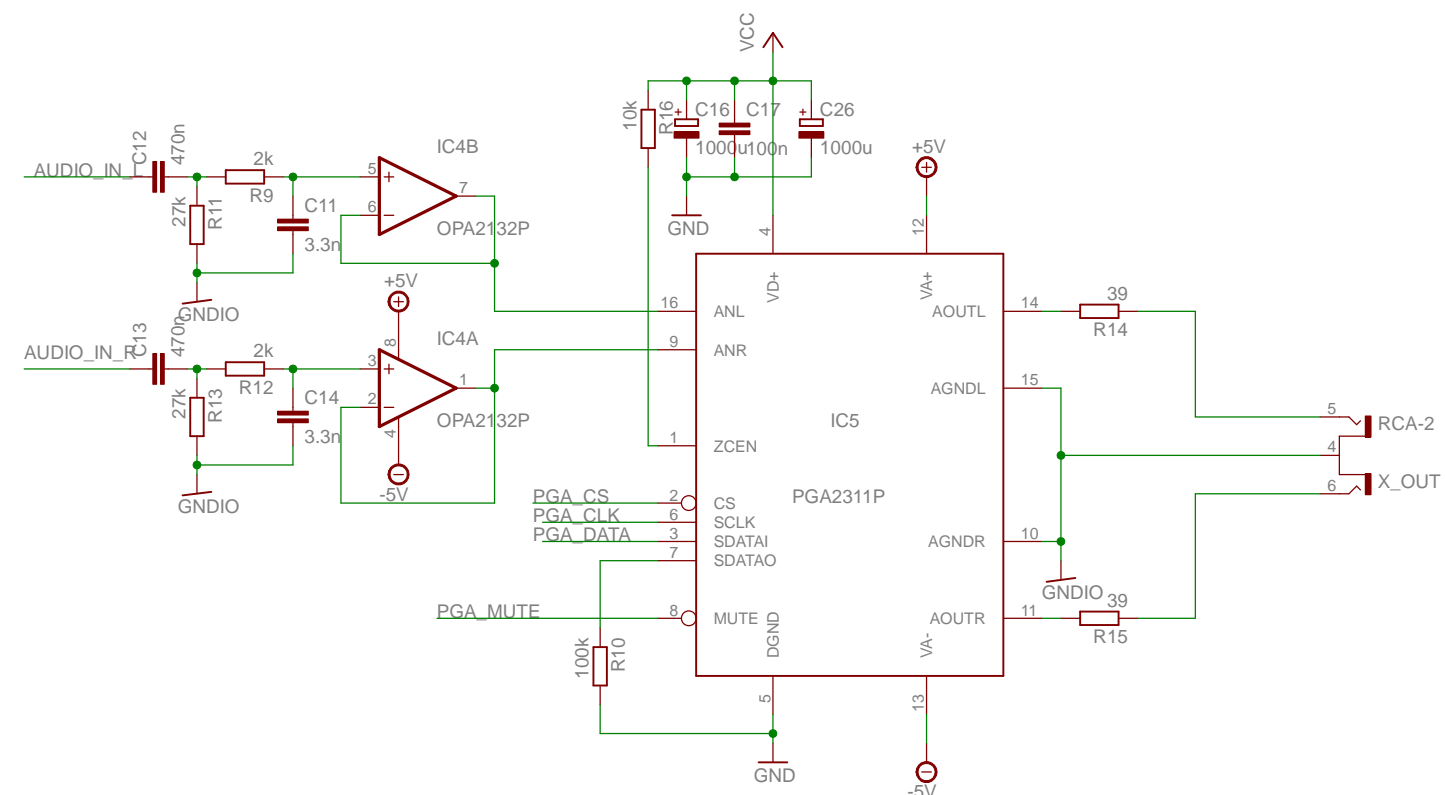 VCC
10k
R16
+
C16
1000u
C17
100n
+
C26
1000u
GND
AUDIO_IN_L
C12
470n
27k
R11
2k
R9
C11
3.3n
GNDIO
IC4B
5
+
6
−
7
OPA2132P
AUDIO_IN_R
C13
470n
27k
R13
2k
R12
C14
3.3n
GNDIO
+5V
8
IC4A
3
+
2
−
1
4
OPA2132P
-5V
4
VD+
+5V
12
VA+
16
ANL
9
ANR
1
ZCEN
PGA_CS
2
CS
PGA_CLK
6
SCLK
PGA_DATA
3
SDATAI
7
SDATAO
PGA_MUTE
8
MUTE
100k
R10
DGND
5
GND
IC5
PGA2311P
AOUTL
14
39
R14
AGNDL
15
AGNDR
10
GNDIO
AOUTR
11
39
R15
VA-
13
-5V
5
RCA-2
4
6
X_OUT